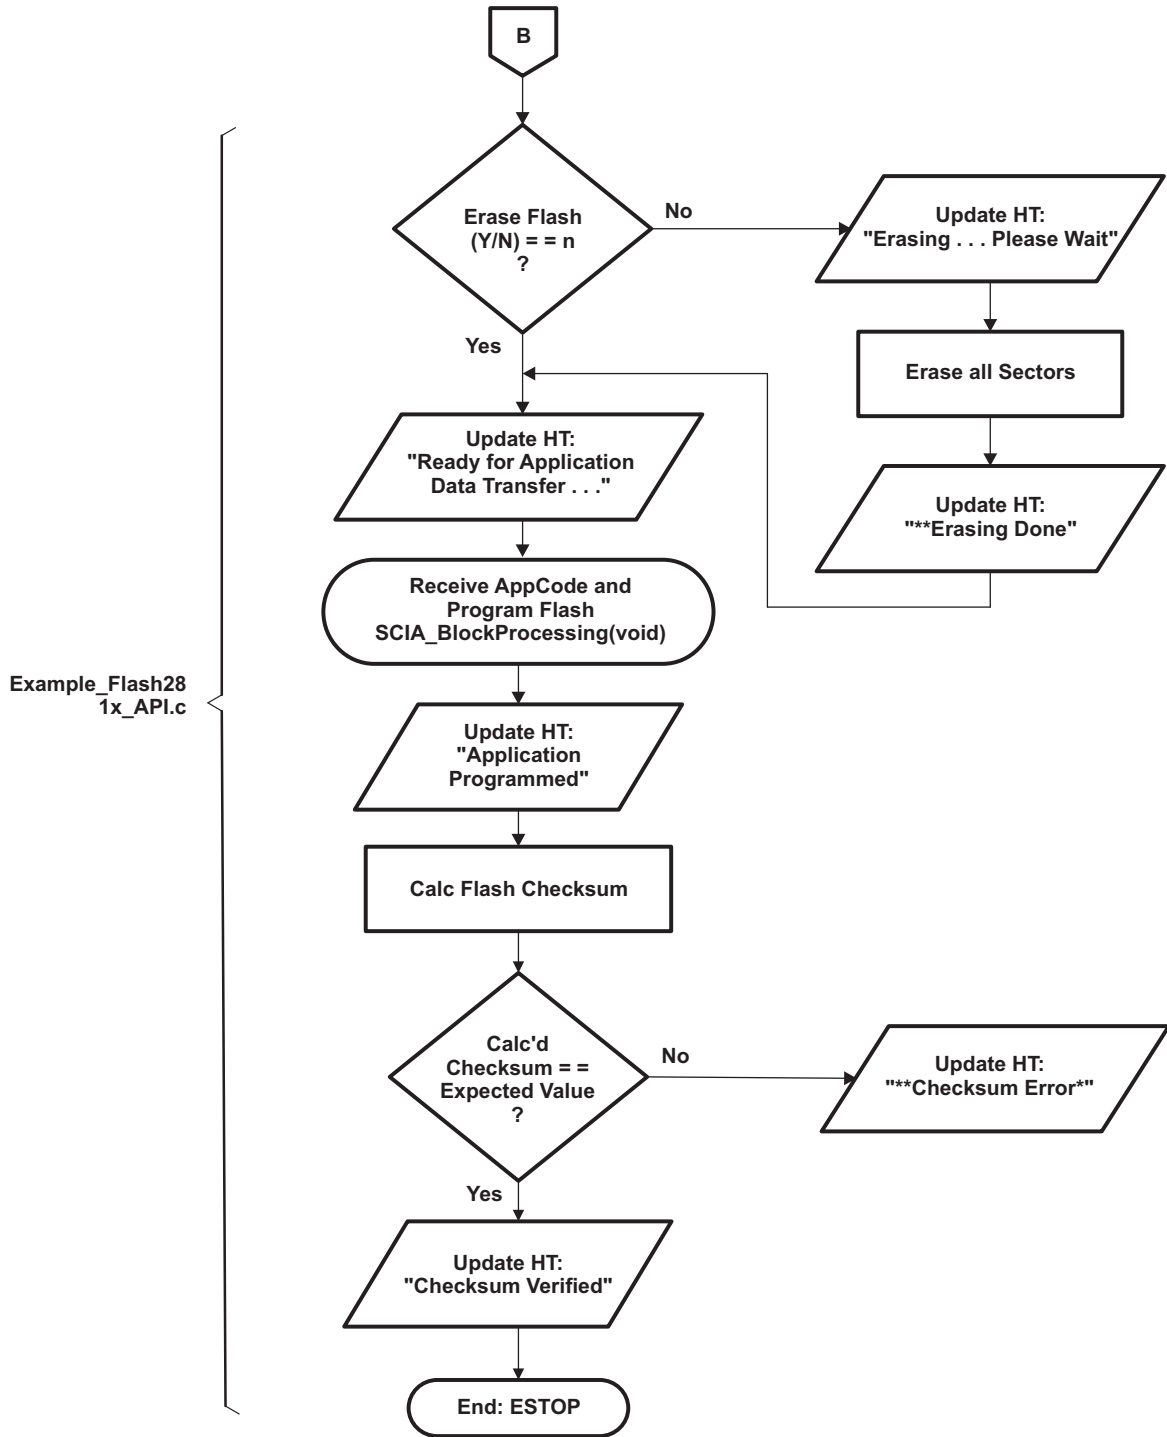 B
Erase Flash
(Y/N) = = n
?
No
Update HT:
"Erasing . . . Please Wait"
Yes
Erase all Sectors
Update HT:
"Ready for Application
Data Transfer . . ."
Update HT:
"**Erasing Done"
Receive AppCode and
Program Flash
SCIA_BlockProcessing(void)
Example_Flash28
1x_API.c
Update HT:
"Application
Programmed"
Calc Flash Checksum
Calc'd
Checksum = =
Expected Value
?
No
Update HT:
"**Checksum Error*"
Yes
Update HT:
"Checksum Verified"
End: ESTOP